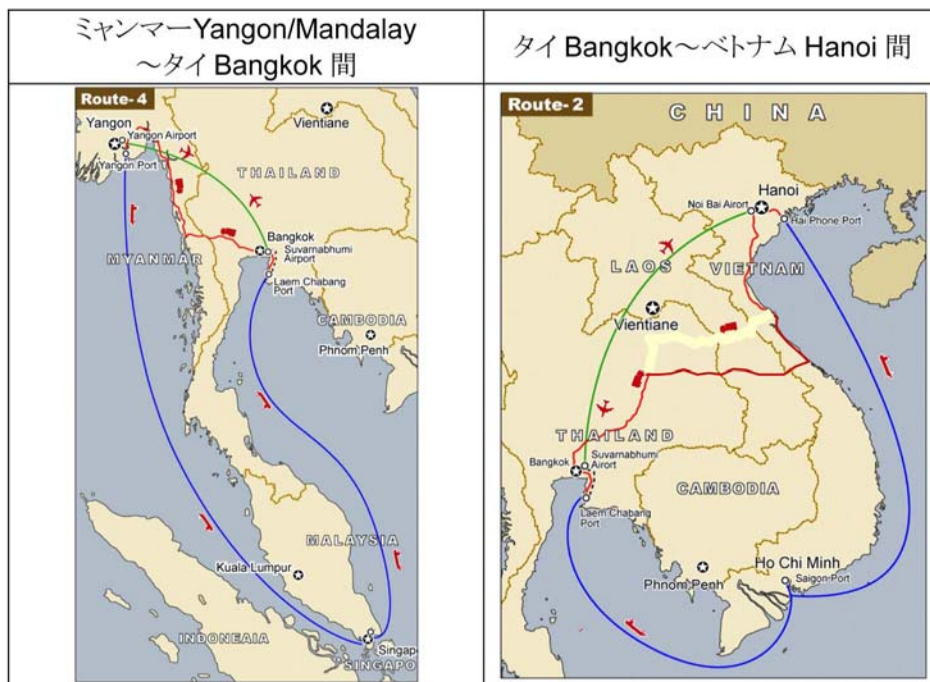 ミャンマーYangon/Mandalay
～タイ Bangkok 間
タイ Bangkok～ベトナム Hanoi 間
Route- 4
Vientiane
Yangon
Yangon Airport
Yangon Port
THAILAND
Bangkok
Suvarnabhumi
Airport
MYANMAR
Laem Chabang
Port
CAMBODIA
Phnom Penh
MALAYSIA
Kuala Lumpur
INDONEAIA
Singapo
SINGAPO
Route- 2
CHINA
Hanoi
Noi Bai Airort
Hai Phone Port
LAOS
VIETNAM
Vientiane
THAILAND
Bangkok
Suvarnabhumi
Airort
CAMBODIA
Laem Chabang
Port
Ho Chi Minh
Phnom Penh
Saigon Port